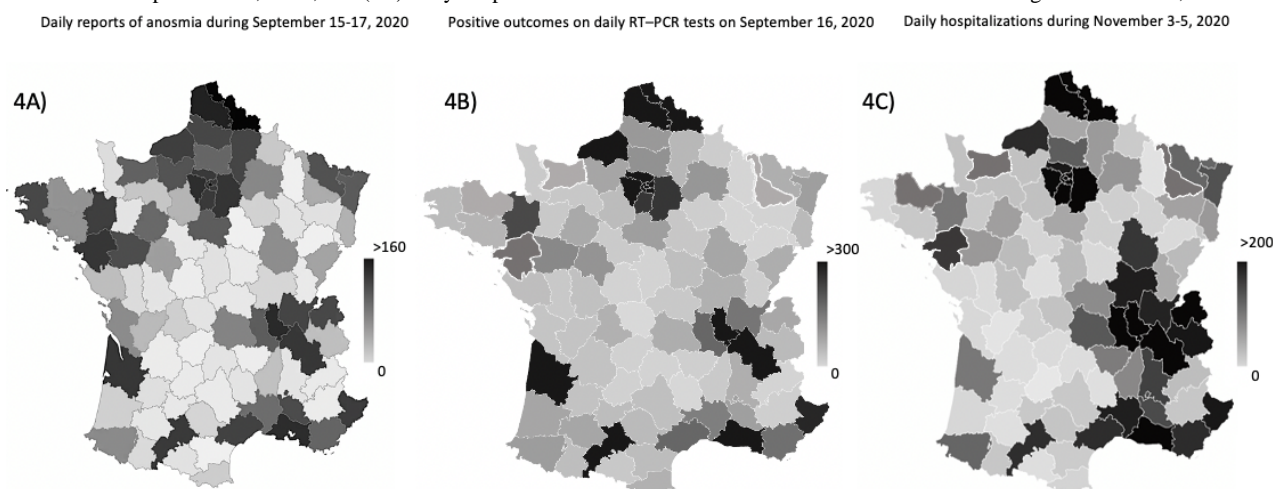 Daily reports of anosmia during September 15-17, 2020
Positive outcomes on daily RT–PCR tests on September 16, 2020
Daily hospitalizations during November 3-5, 2020
4A)
4B)
4C)
>160
0
>300
0
>200
0